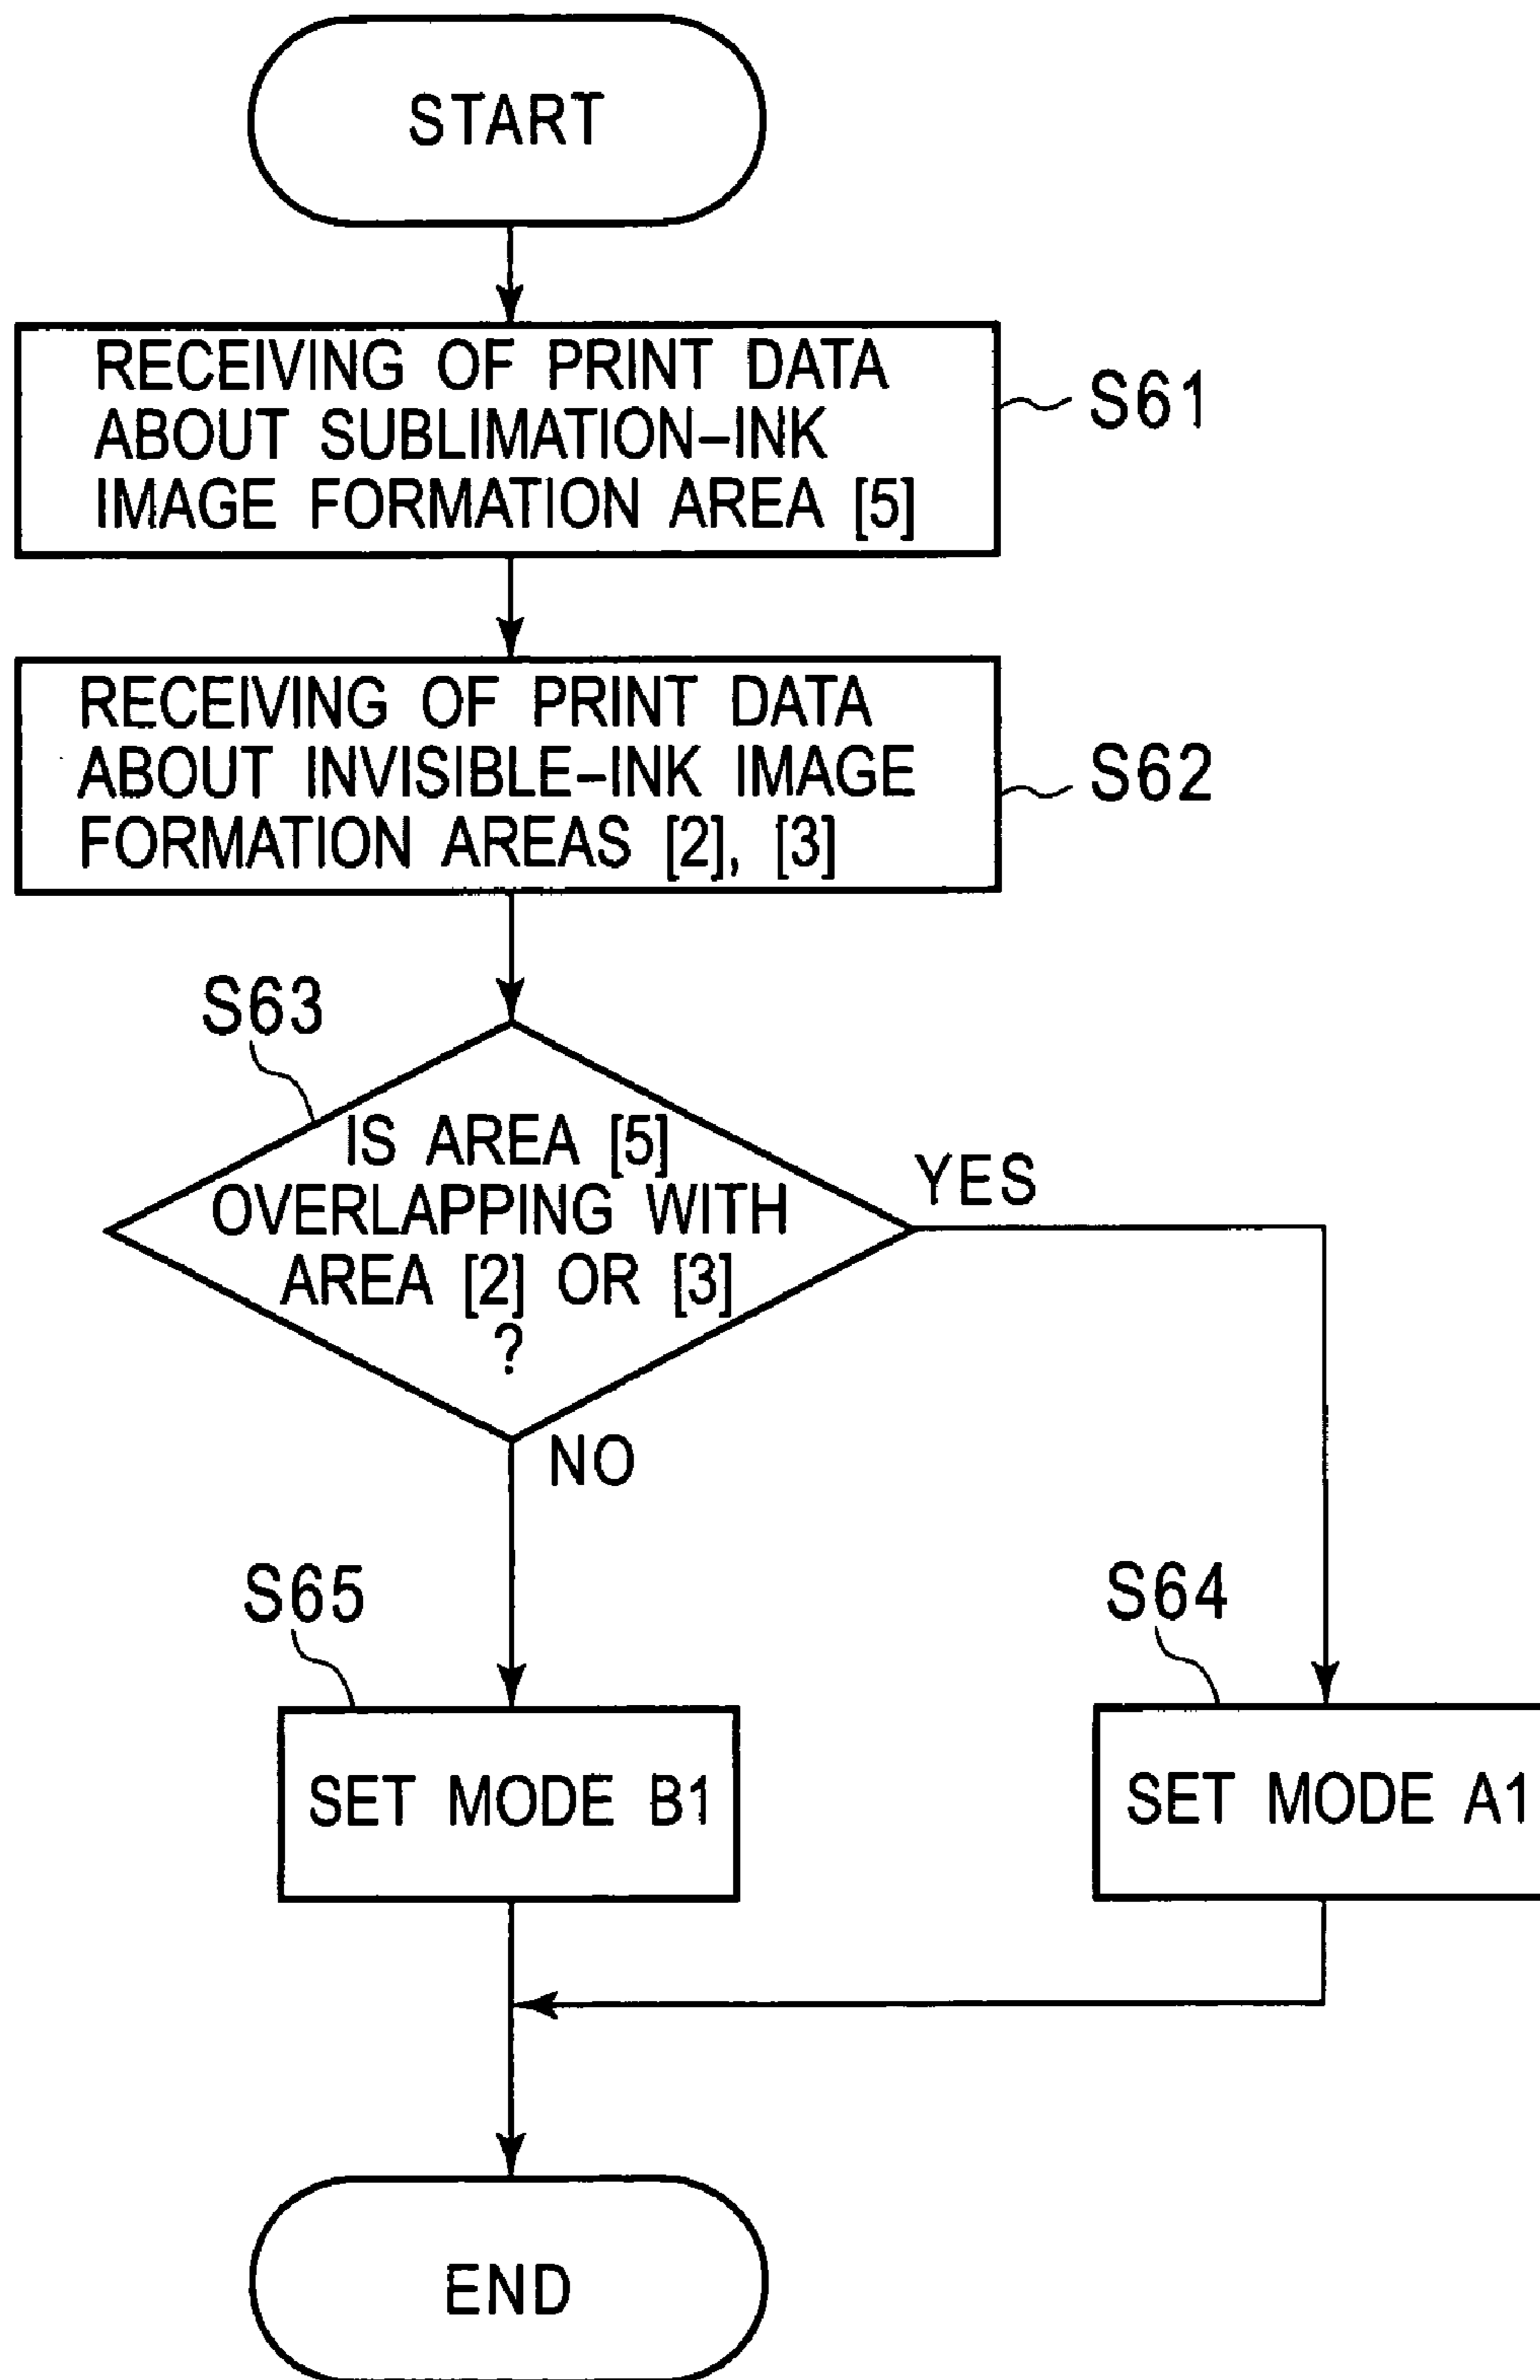 START
RECEIVING OF PRINT DATA
ABOUT SUBLIMATION-INK
IMAGE FORMATION AREA [5]
S61
RECEIVING OF PRINT DATA
ABOUT INVISIBLE-INK IMAGE
FORMATION AREAS [2], [3]
S62
S63
IS AREA [5]
OVERLAPPING WITH
AREA [2] OR [3]
?
YES
NO
S65
SET MODE B1
S64
SET MODE A1
END